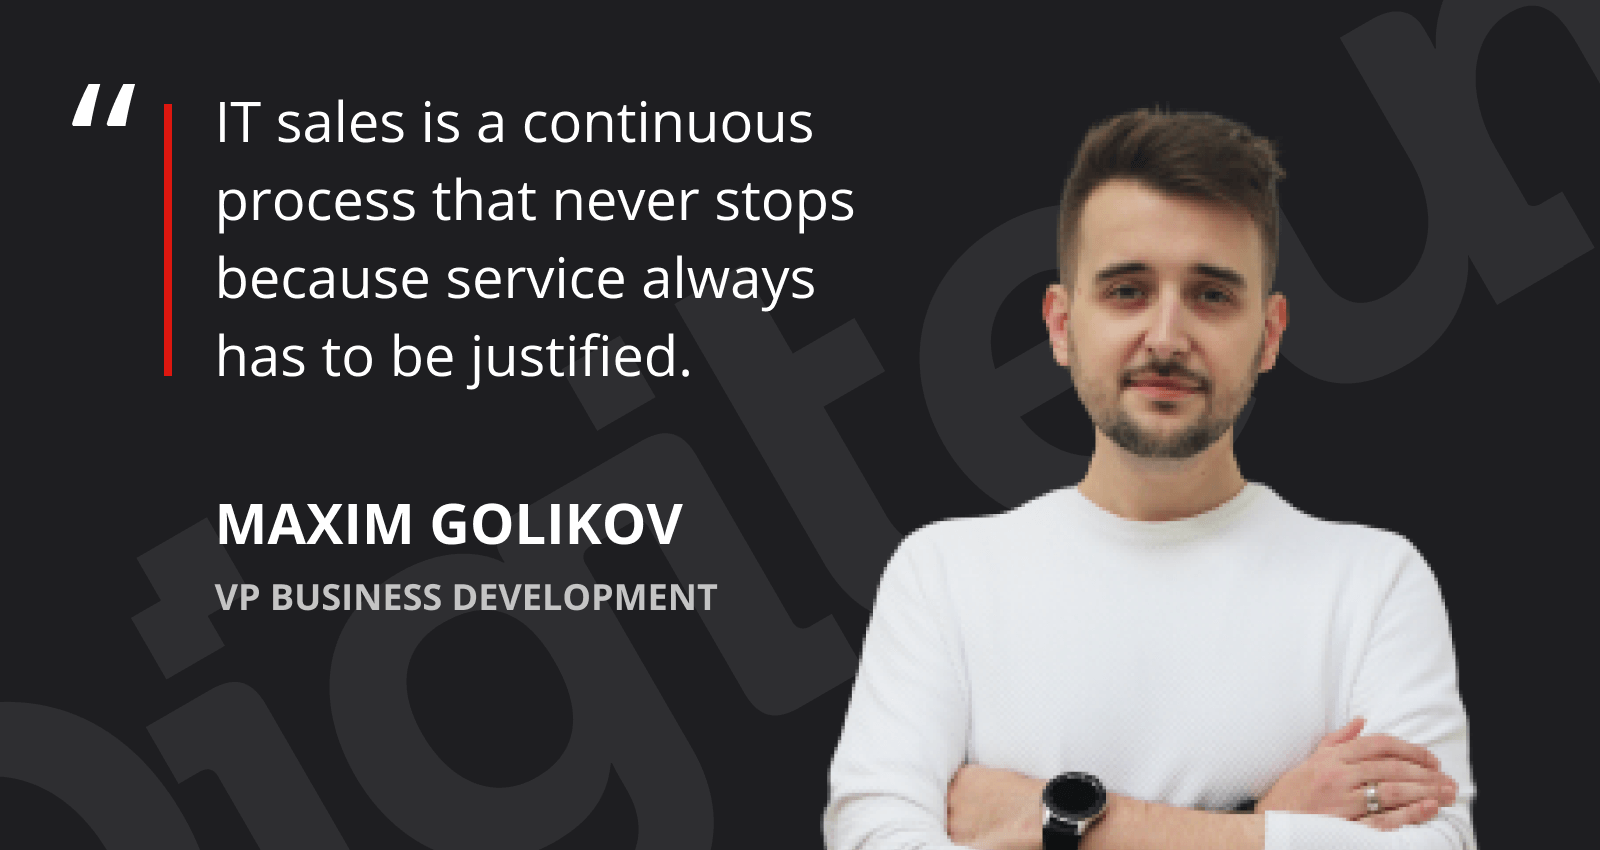 “
IT sales is a continuous
process that never stops
because service always
has to be justified.
MAXIM GOLIKOV
VP BUSINESS DEVELOPMENT
Digiteum